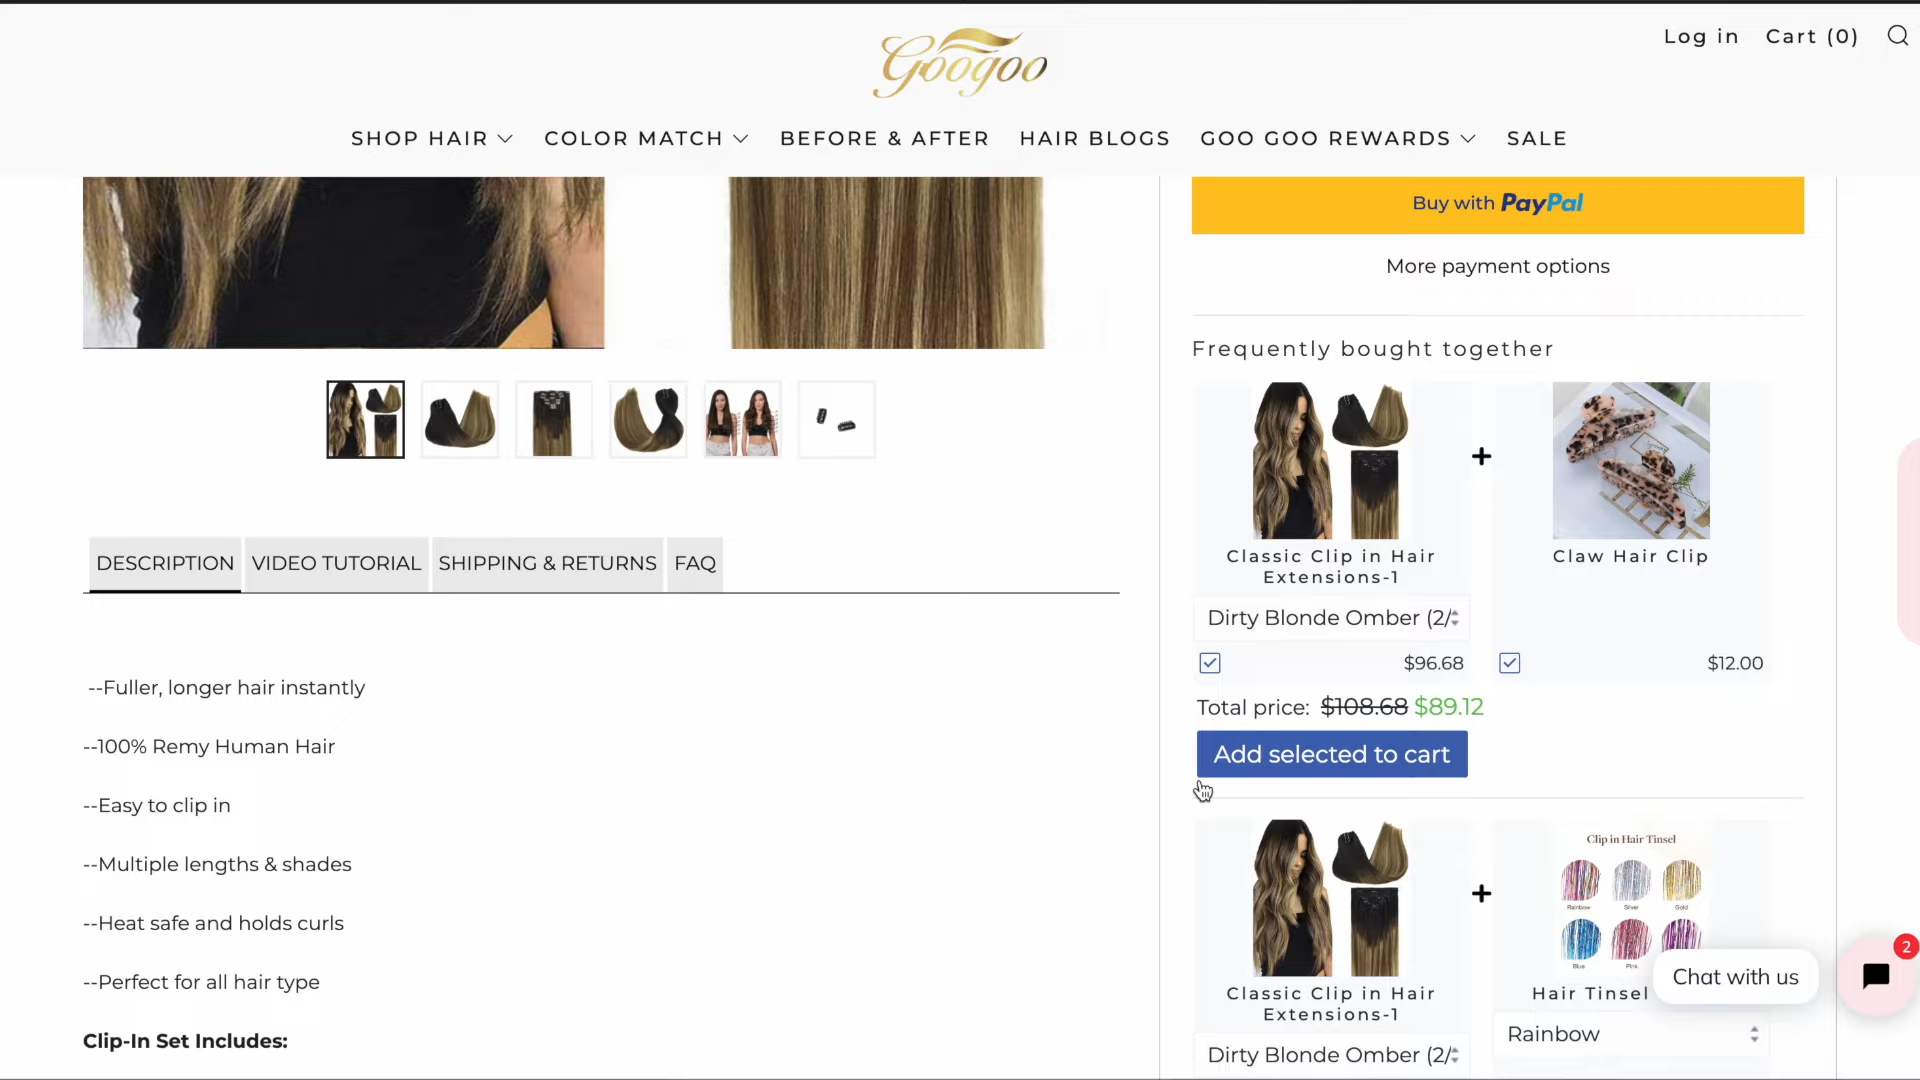 Log in
Cart (0)
Googoo
SHOP HAIR
COLOR MATCH
BEFORE & AFTER
HAIR BLOGS
GOO GOO REWARDS
SALE
Buy with PayPal
More payment options
Frequently bought together
Classic Clip in Hair
Extensions-1
Claw Hair Clip
Dirty Blonde Omber (2/
$96.68
$12.00
Total price: $108.68 $89.12
Add selected to cart
DESCRIPTION
VIDEO TUTORIAL
SHIPPING & RETURNS
FAQ
--Fuller, longer hair instantly
--100% Remy Human Hair
--Easy to clip in
--Multiple lengths & shades
--Heat safe and holds curls
--Perfect for all hair type
Clip-In Set Includes:
Clip in Hair Tinsel
Rainbow
Silver
Gold
Blue
Pink
Classic Clip in Hair
Extensions-1
Hair Tinsel
Dirty Blonde Omber (2/
Rainbow
Chat with us
2